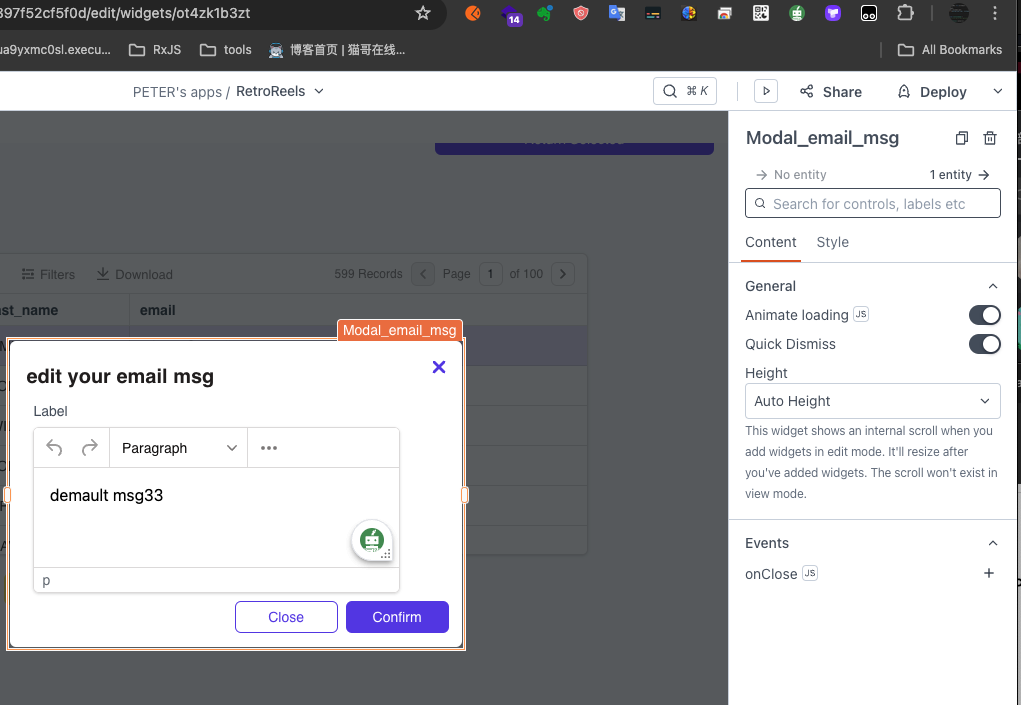 397f52cf5f0d/edit/widgets/ot4zk1b3zt
14
ua9yxmc0sl.execu...
RxJS
tools
博客首页 | 猫哥在线...
All Bookmarks
PETER's apps / RetroReels
⌘ K
Share
Deploy
Modal_email_msg
No entity
1 entity
Search for controls, labels etc
Content
Style
General
Animate loading JS
Quick Dismiss
Height
Auto Height
This widget shows an internal scroll when you
add widgets in edit mode. It'll resize after
you've added widgets. The scroll won't exist in
view mode.
Events
onClose JS
Filters
Download
599 Records
Page
1
of 100
st_name
email
Modal_email_msg
edit your email msg
Label
Paragraph
demault msg33
p
Close
Confirm